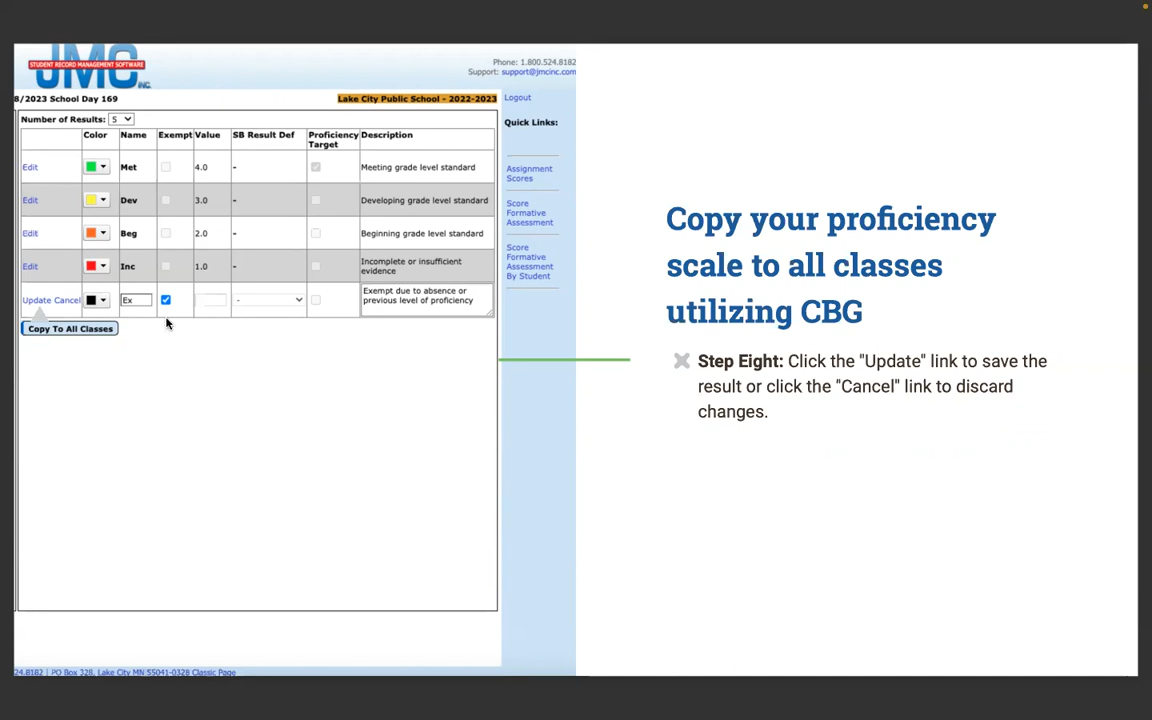 JMC
STUDENT RECORD MANAGEMENT SOFTWARE
INC.
Phone: 1.800.524.8182
Support: support@jmcinc.com
8/2023 School Day 169
Lake City Public School - 2022-2023
Logout
Number of Results: 5
Quick Links:
Color Name Exempt Value SB Result Def Proficiency Target Description
Edit Met 4.0 - Meeting grade level standard
Edit Dev 3.0 - Developing grade level standard
Edit Beg 2.0 - Beginning grade level standard
Edit Inc 1.0 - Incomplete or insufficient
evidence
Update Cancel Ex - Exempt due to absence or
previous level of proficiency
Copy To All Classes
Assignment
Scores
Score
Formative
Assessment
Score
Formative
Assessment
By Student
24.8182 | PO Box 328, Lake City MN 55041-0328 Classic Page
Copy your proficiency
scale to all classes
utilizing CBG
Step Eight: Click the "Update" link to save the
result or click the "Cancel" link to discard
changes.